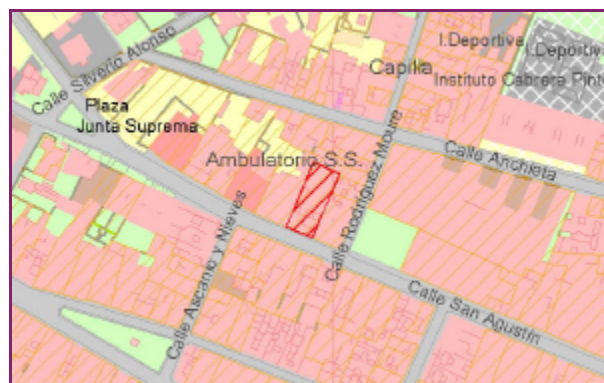 Calle Silverio Alonso
I.Deportiva
I.Deportiva
Capilla
Instituto Cabrera Pinto
Plaza
Junta Suprema
Ambulatorio S.S.
Calle Anchieta
Calle Rodríguez Moure
Calle Ascanio y Nieves
Calle San Agustín